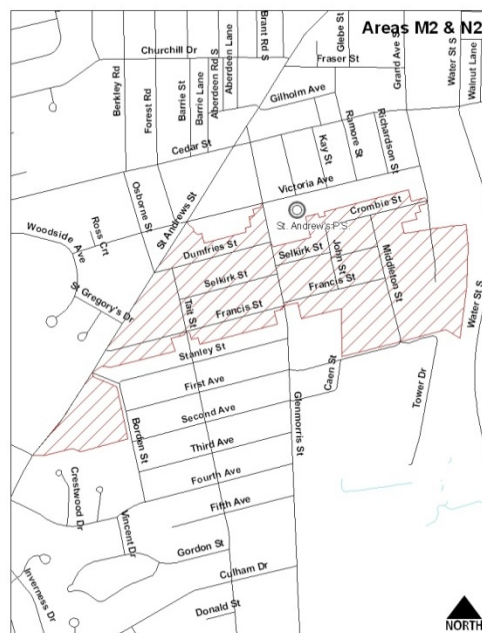 Areas M2 & N2
Churchill Dr
Berkley Rd
Forest Rd
Barrie St
Barrie Lane
Aberdeen Rd S
Aberdeen Lane
Brant Rd S
Glebe St
Fraser St
Grand Ave S
Water St S
Walnut Lane
Gilholm Ave
Cedar St
Kay St
Ramore St
Richardson St
Victoria Ave
Osborne St
St Andrews St
Crombie St
St. Andrew's P.S.
Woodside Ave
Ross Crt
Dumfries St
Selkirk St
John St
Middleton St
St Gregory's Dr
Selkirk St
Francis St
Tait St
Francis St
Water St S
Stanley St
First Ave
Caen St
Tower Dr
Second Ave
Glenmorris St
Borden St
Third Ave
Fourth Ave
Crestwood Dr
Fifth Ave
Vincent Dr
Gordon St
Culham Dr
Inverness Dr
Donald St
NORTH